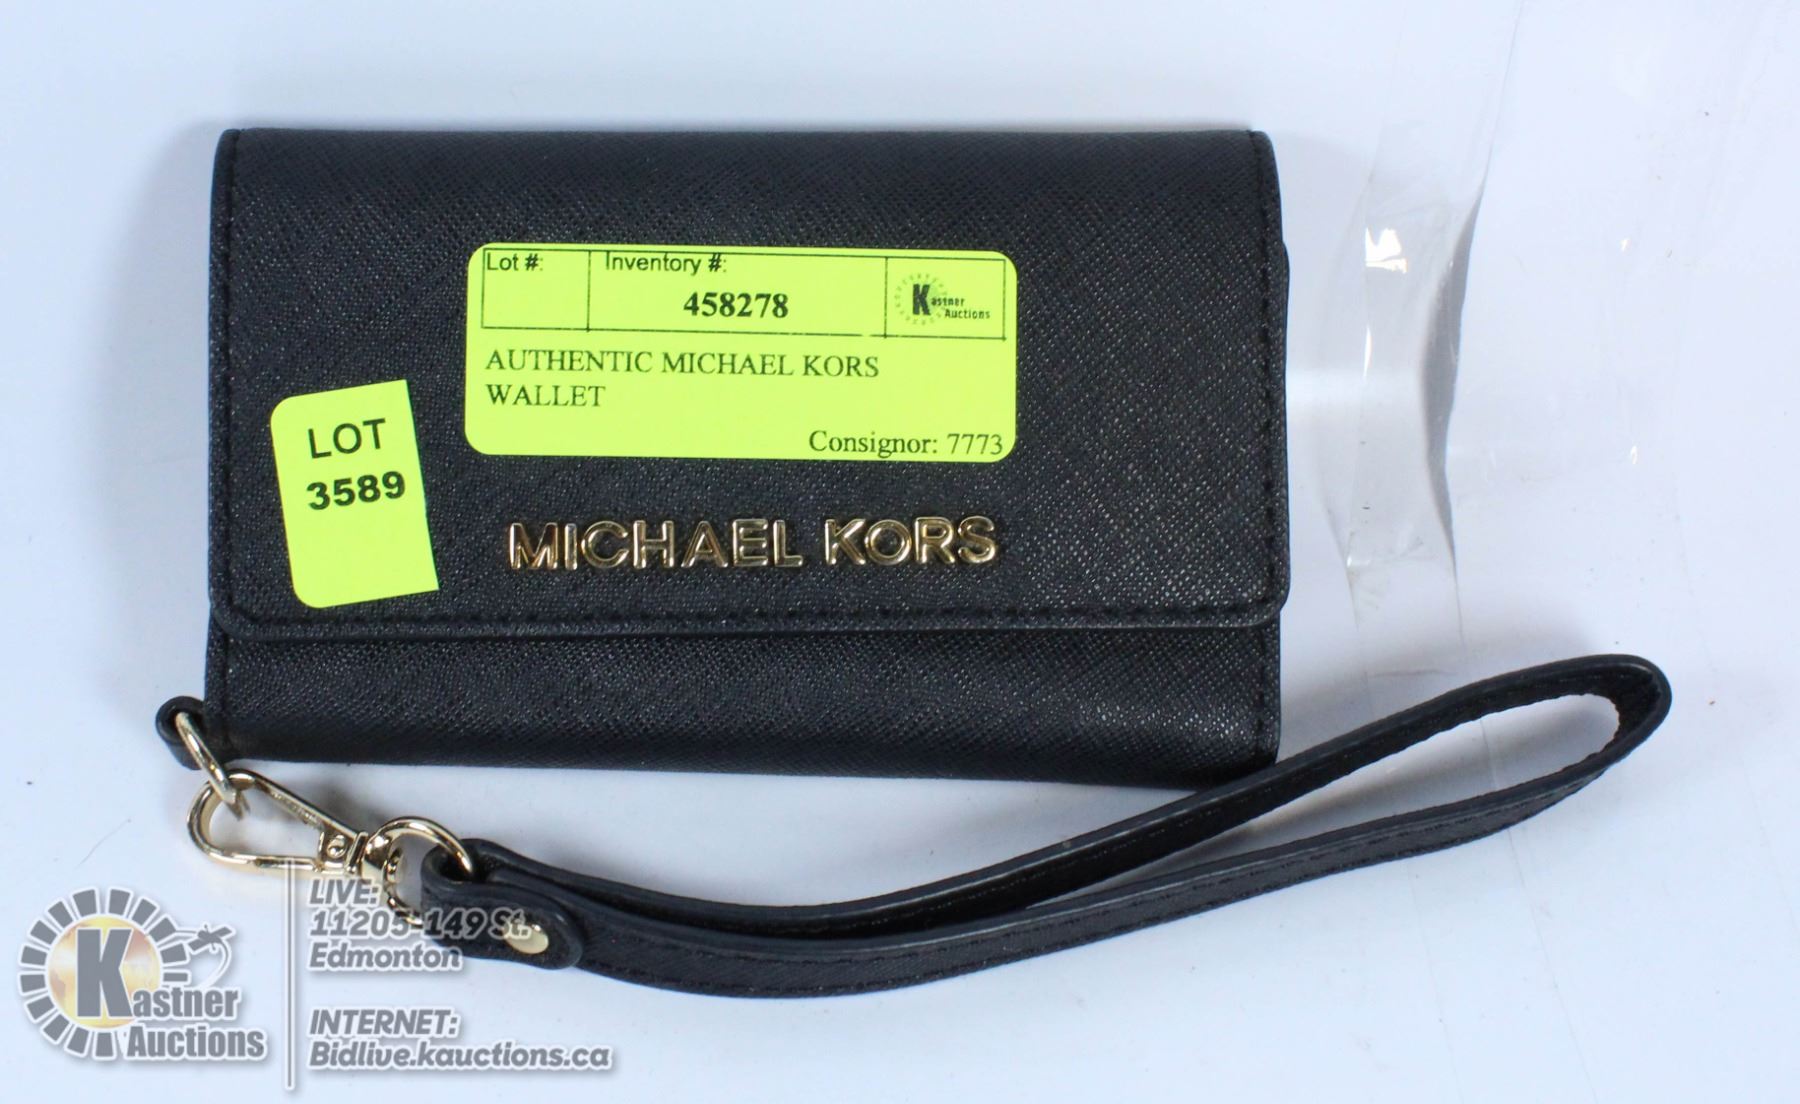 Lot #:
Inventory #:
458278
Kastner
Auctions
AUTHENTIC MICHAEL KORS
WALLET
Consignor: 7773
LOT
3589
MICHAEL KORS
LIVE:
11205-149 St.
Edmonton
Kastner
Auctions
INTERNET:
Bidlive.kauctions.ca